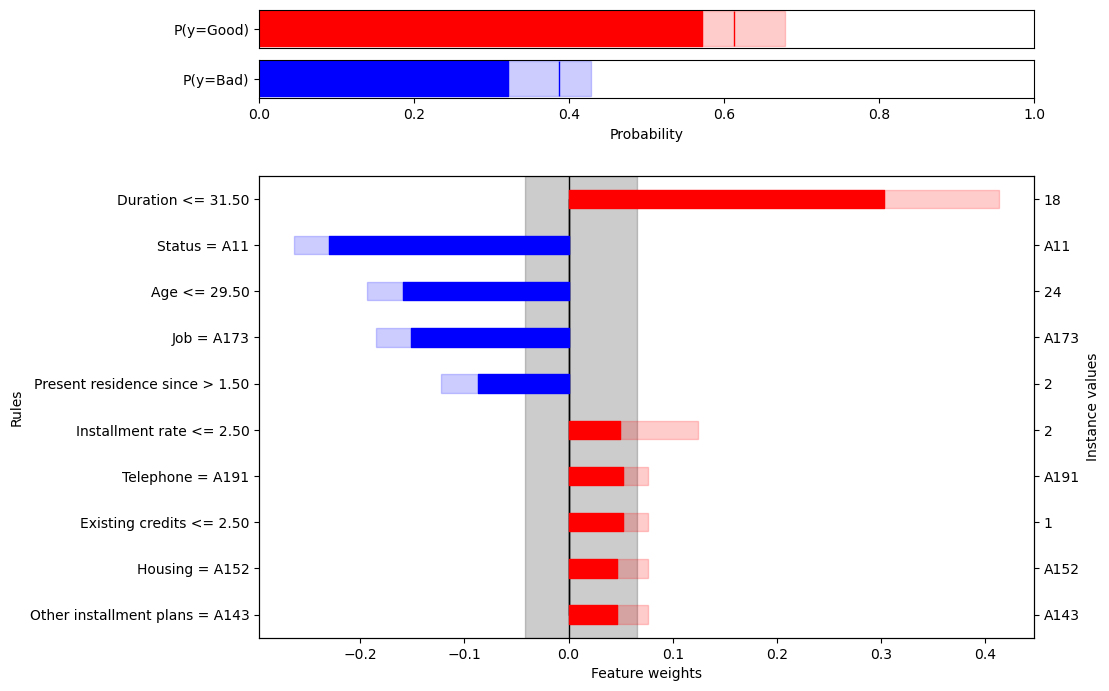 P(y=Good)
P(y=Bad)
0.0 0.2 0.4 0.6 0.8 1.0
Probability
Rules
Duration <= 31.50 18
Status = A11 A11
Age <= 29.50 24
Job = A173 A173
Present residence since > 1.50 2
Installment rate <= 2.50 2
Telephone = A191 A191
Existing credits <= 2.50 1
Housing = A152 A152
Other installment plans = A143 A143
Instance values
−0.2 −0.1 0.0 0.1 0.2 0.3 0.4
Feature weights